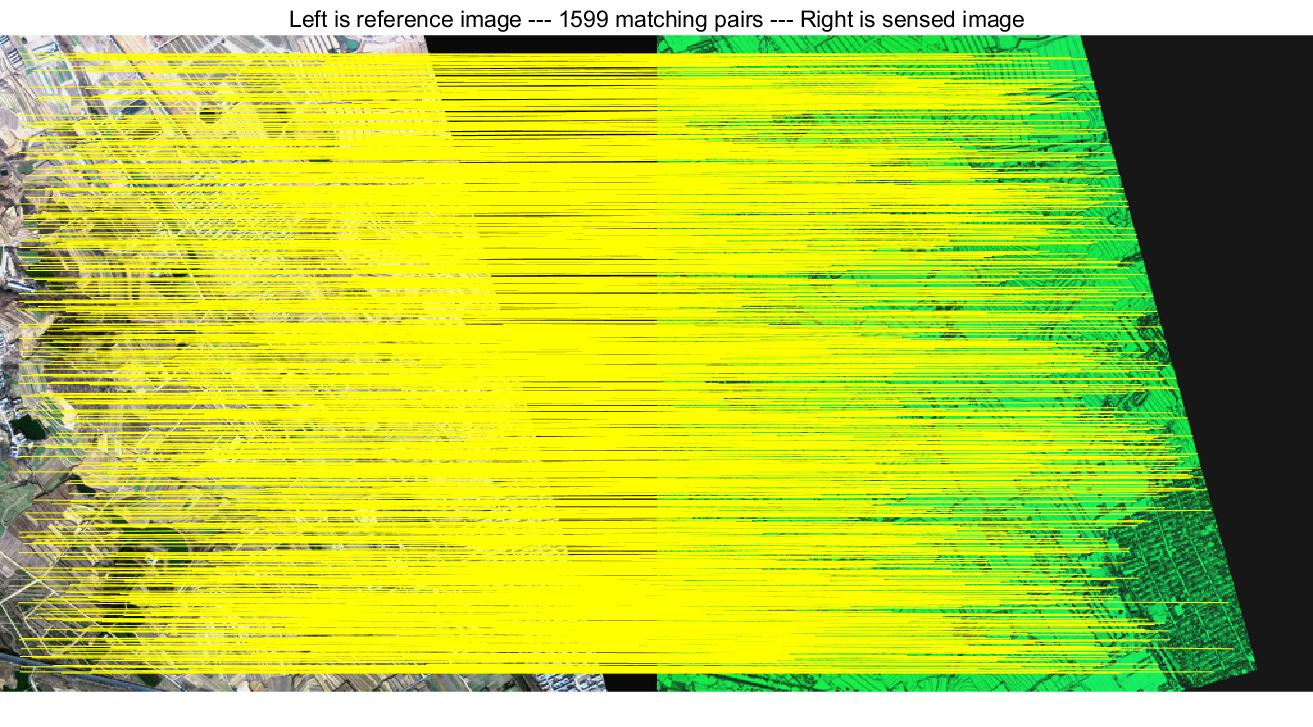 Left is reference image --- 1599 matching pairs --- Right is sensed image